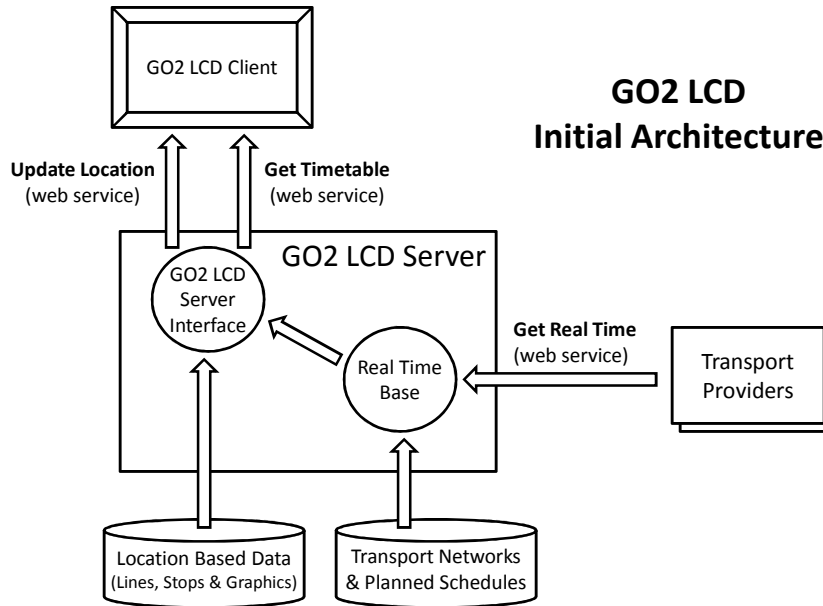 GO2 LCD Client
GO2 LCD
Initial Architecture
Update Location
(web service)
Get Timetable
(web service)
GO2 LCD Server
GO2 LCD
Server
Interface
Real Time
Base
Get Real Time
(web service)
Transport
Providers
Location Based Data
(Lines, Stops & Graphics)
Transport Networks
& Planned Schedules